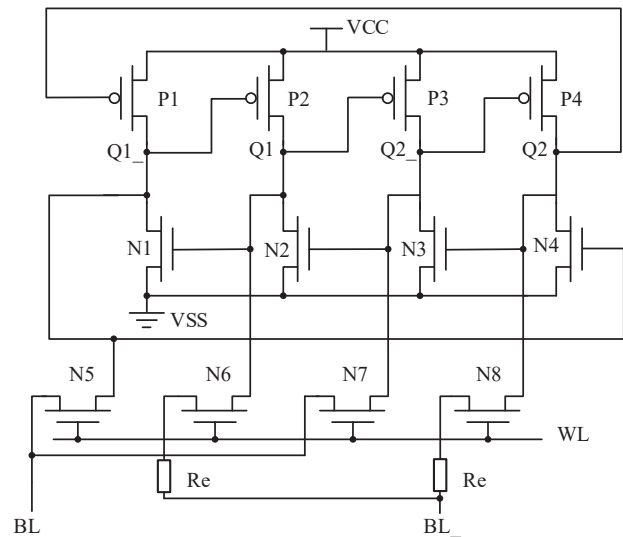 VCC
P1 P2 P3 P4
Q1_ Q1 Q2_ Q2
N1 N2 N3 N4
VSS
N5 N6 N7 N8
WL
Re Re
BL BL_